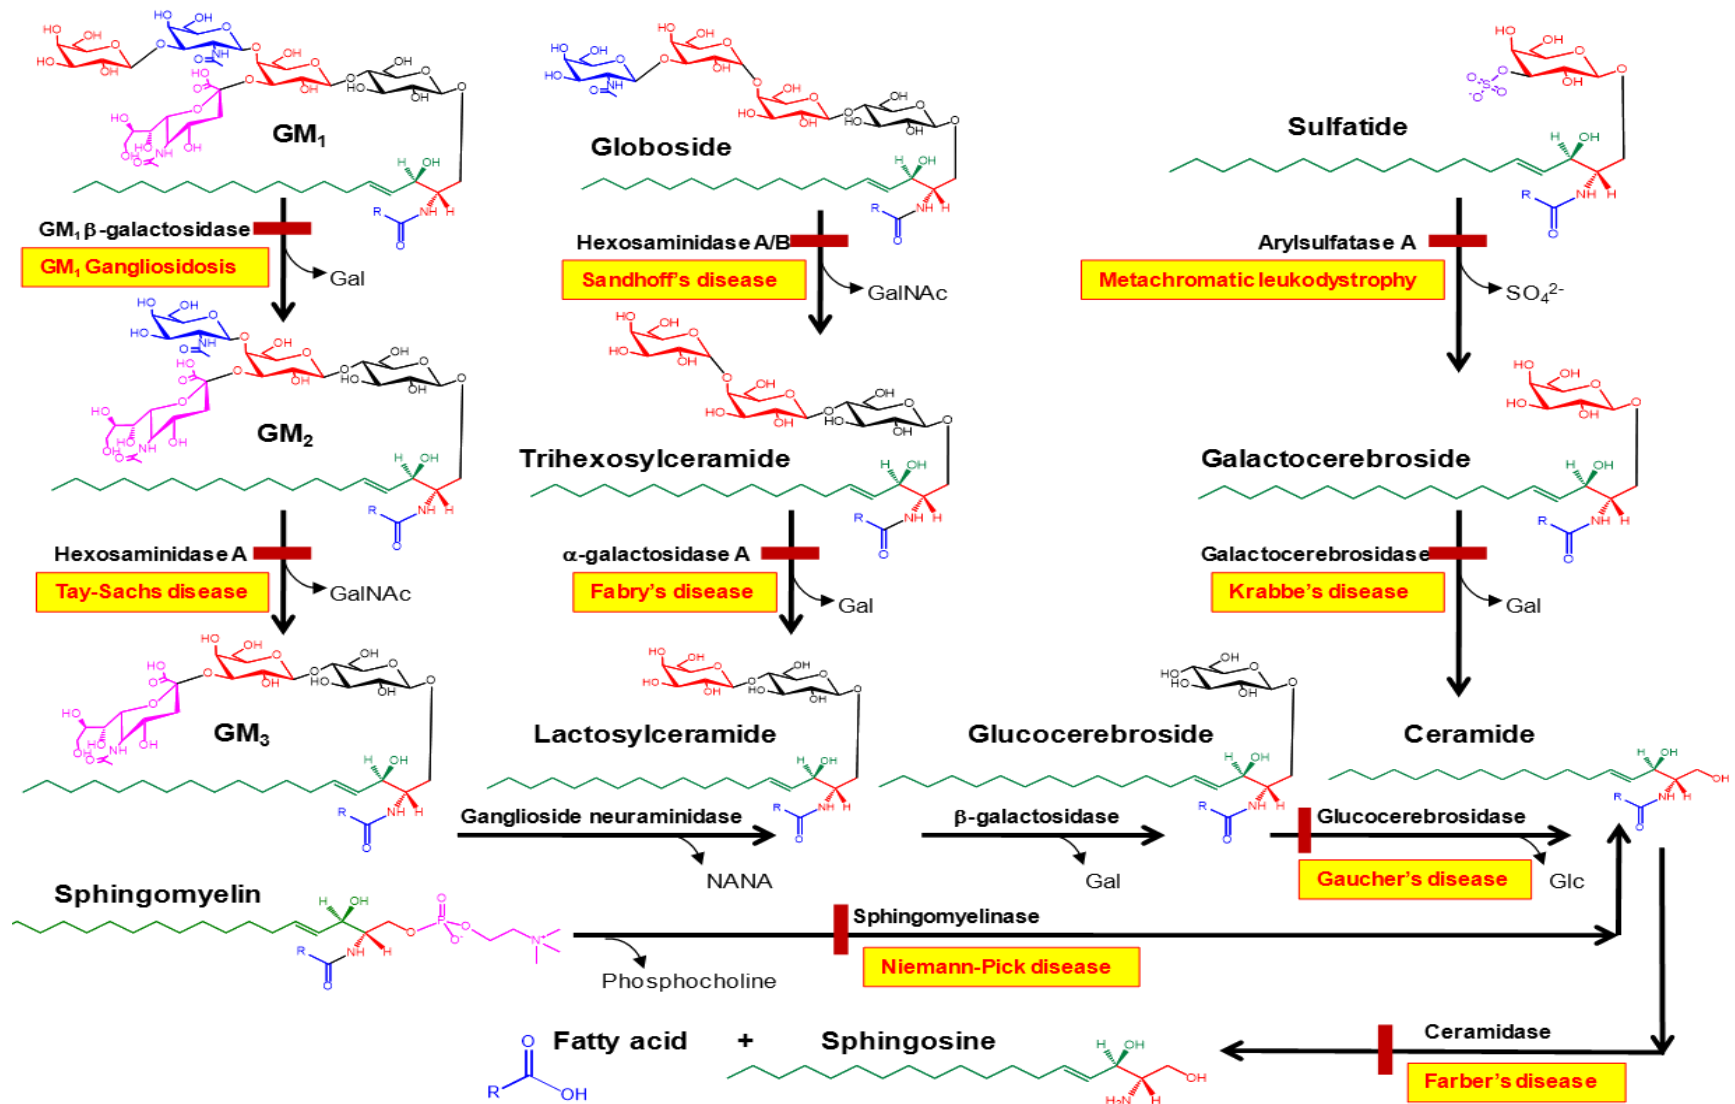 GM1
Globoside
Sulfatide
GM1 β-galactosidase
GM1 Gangliosidosis
Gal
Hexosaminidase A/B
Sandhoff's disease
GalNAc
Arylsulfatase A
Metachromatic leukodystrophy
SO4 2-
GM2
Trihexosylceramide
Galactocerebroside
Hexosaminidase A
Tay-Sachs disease
GalNAc
α-galactosidase A
Fabry's disease
Gal
Galactocerebrosidase
Krabbe's disease
Gal
GM3
Lactosylceramide
Glucocerebroside
Ceramide
Ganglioside neuraminidase
NANA
β-galactosidase
Gal
Glucocerebrosidase
Gaucher's disease
Glc
Sphingomyelin
Sphingomyelinase
Niemann-Pick disease
Phosphocholine
Fatty acid + Sphingosine
Ceramidase
Farber's disease